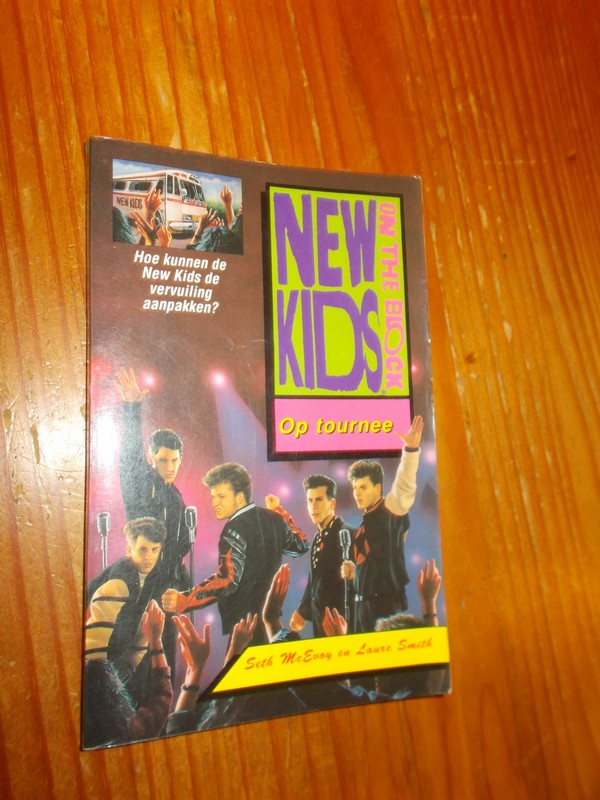 NEW KIDS
Hoe kunnen de
New Kids de
vervuiling
aanpakken?
NEW
KIDS
ON THE BLOCK
Op tournee
Seth McEvoy en Laure Smith